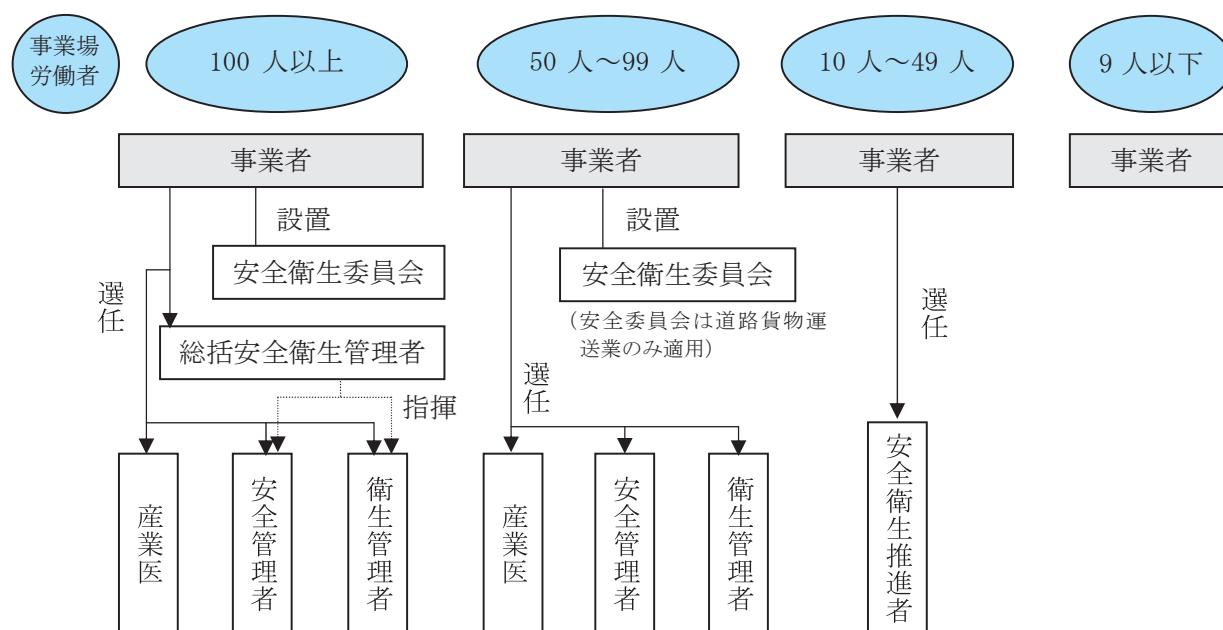 事業場
労働者
100 人以上
50 人～99 人
10 人～49 人
9 人以下
事業者
事業者
事業者
事業者
設置
安全衛生委員会
選任
総括安全衛生管理者
指揮
産業医
安全管理者
衛生管理者
設置
安全衛生委員会
（安全委員会は道路貨物運
送業のみ適用）
選任
産業医
安全管理者
衛生管理者
選任
安全衛生推進者